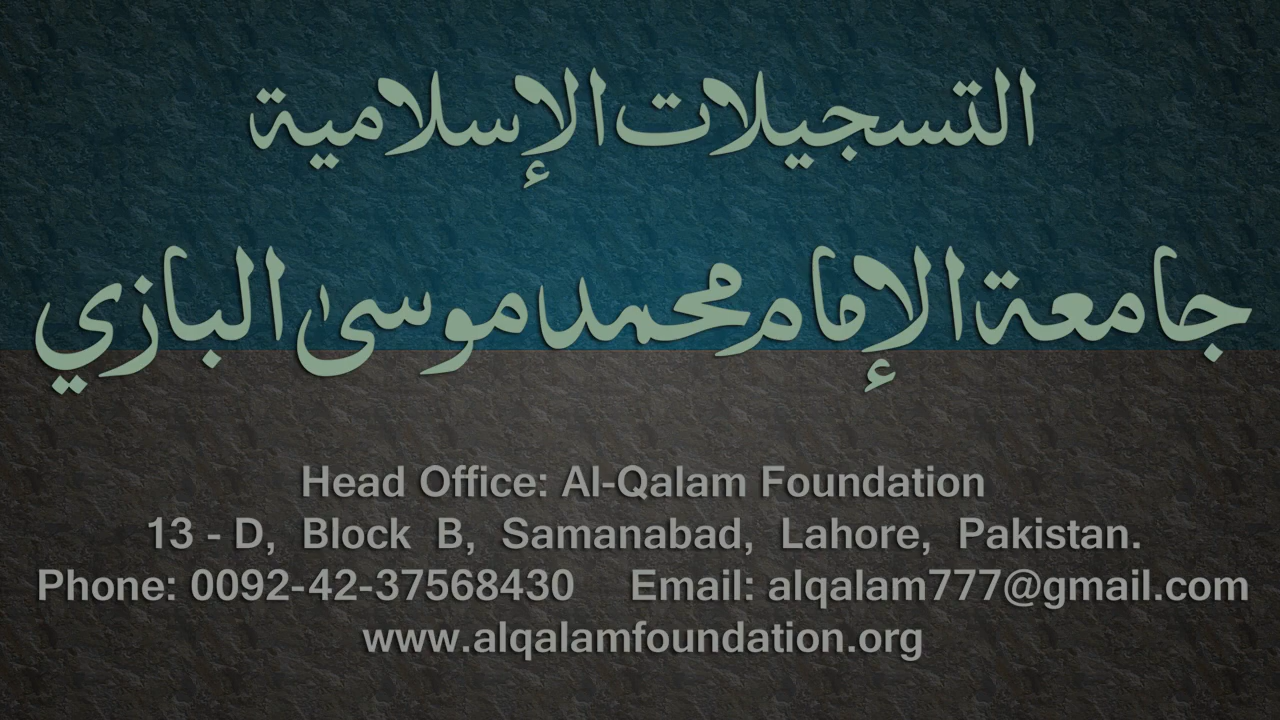 التسجيلات الإسلامية
جامعة الإمام محمد موسىٰ البازي
Head Office: Al-Qalam Foundation
13 - D, Block B, Samanabad, Lahore, Pakistan.
Phone: 0092-42-37568430 Email: alqalam777@gmail.com
www.alqalamfoundation.org